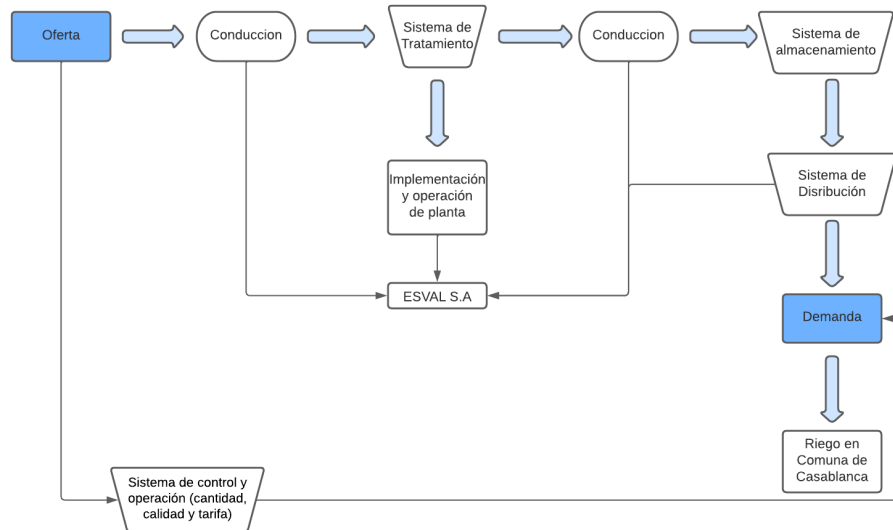 Oferta
Conduccion
Sistema de
Tratamiento
Conduccion
Sistema de
almacenamiento
Implementación
y operación
de planta
Sistema de
Disribución
ESVAL S.A
Demanda
Riego en
Comuna de
Casablanca
Sistema de control y
operación (cantidad,
calidad y tarifa)